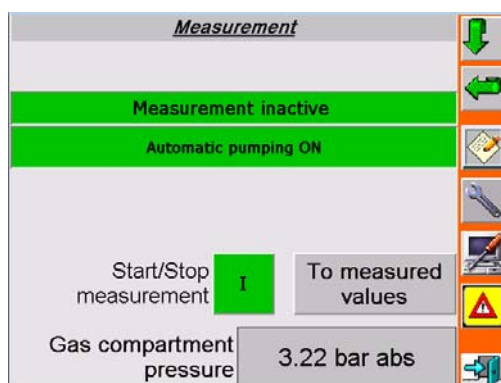 Measurement
Measurement inactive
Automatic pumping ON
Start/Stop
measurement
I
To measured
values
Gas compartment
pressure
3.22 bar abs